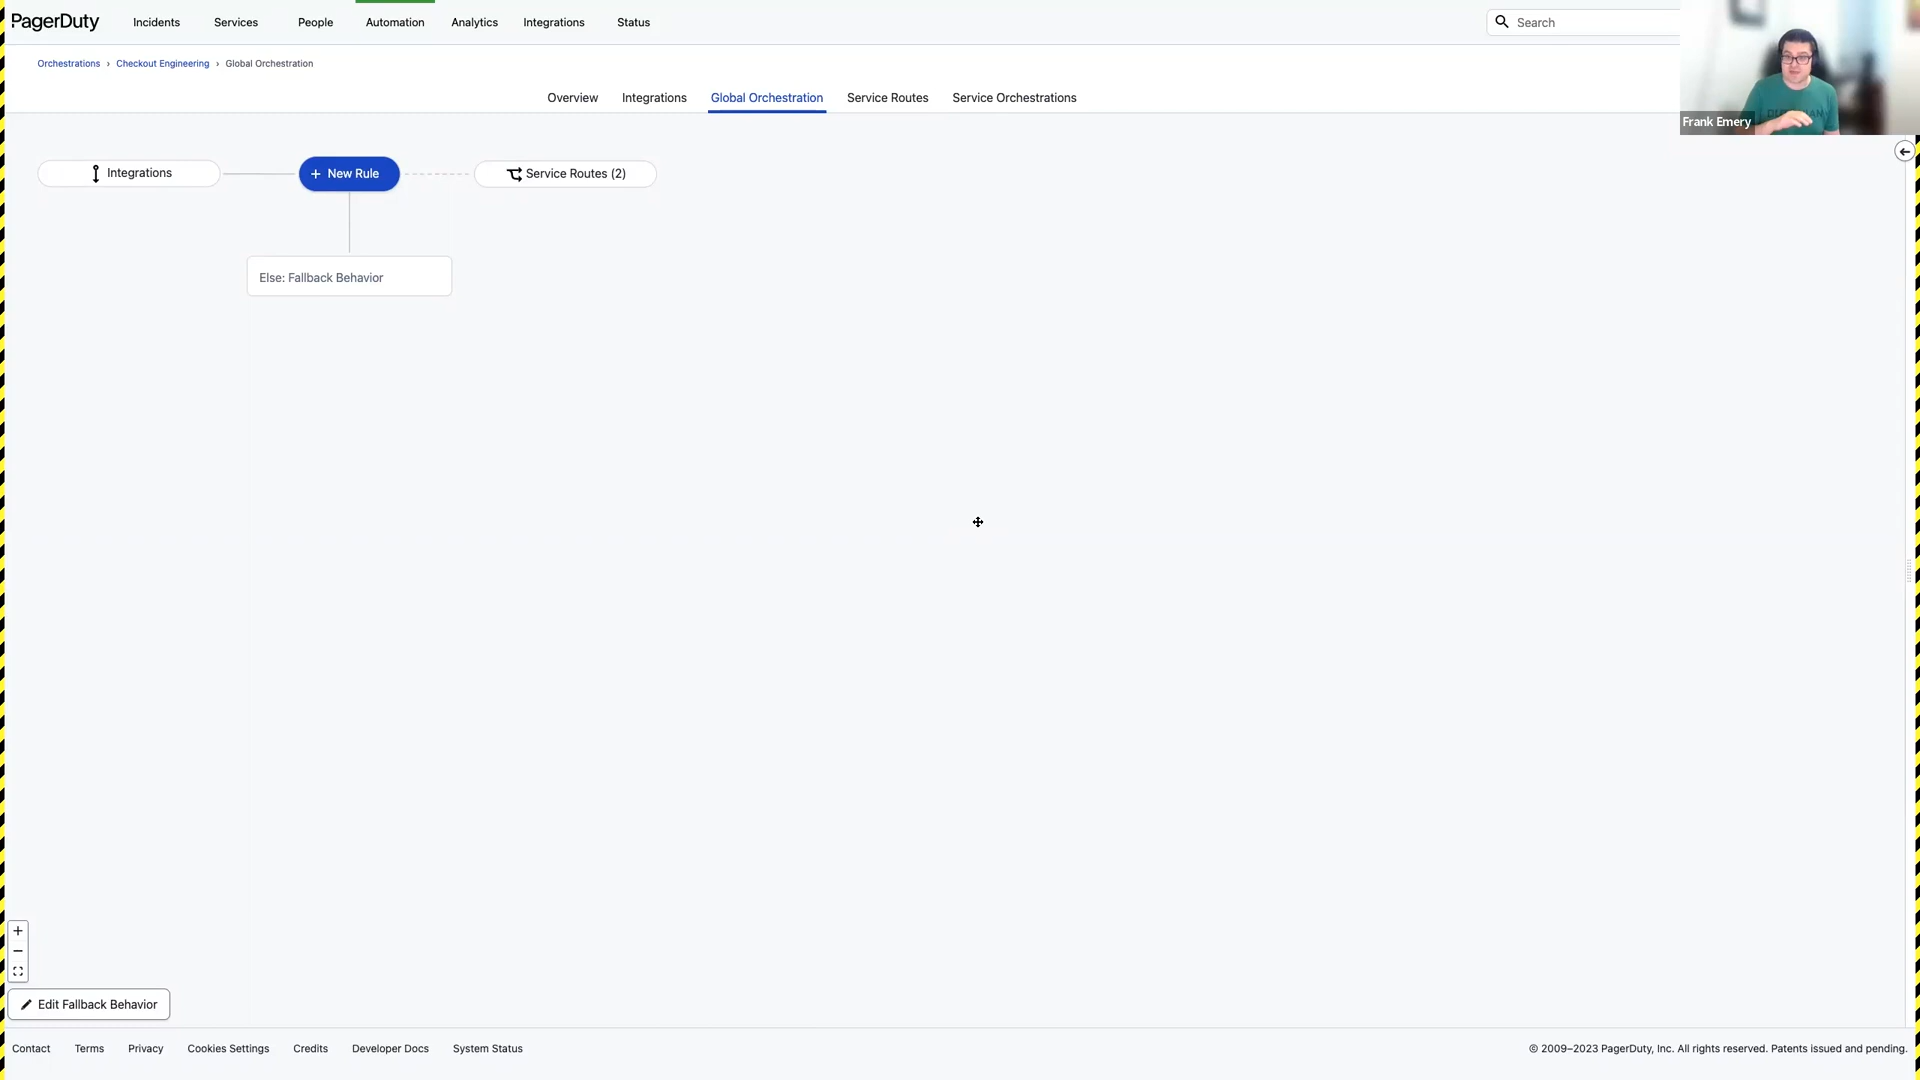 PagerDuty
Incidents
Services
People
Automation
Analytics
Integrations
Status
Search
Orchestrations › Checkout Engineering › Global Orchestration
Overview
Integrations
Global Orchestration
Service Routes
Service Orchestrations
Frank Emery
Integrations
+ New Rule
Service Routes (2)
Else: Fallback Behavior
Edit Fallback Behavior
Contact
Terms
Privacy
Cookies Settings
Credits
Developer Docs
System Status
© 2009–2023 PagerDuty, Inc. All rights reserved. Patents issued and pending.